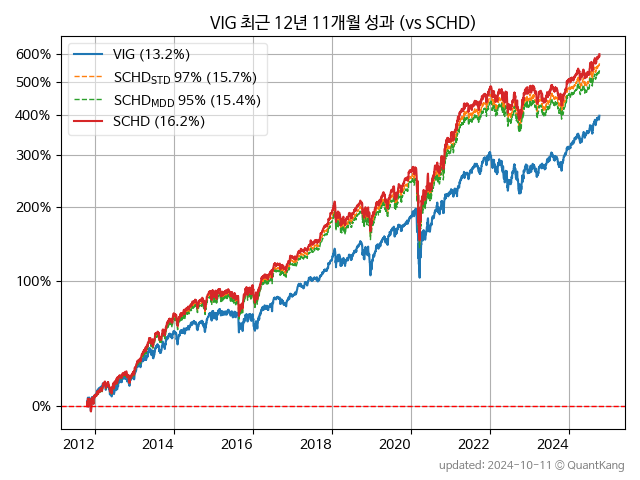 VIG 최근 12년 11개월 성과 (vs SCHD)
VIG (13.2%)
SCHD_STD 97% (15.7%)
SCHD_MDD 95% (15.4%)
SCHD (16.2%)
600%
500%
400%
300%
200%
100%
0%
2012 2014 2016 2018 2020 2022 2024
updated: 2024-10-11 © QuantKang